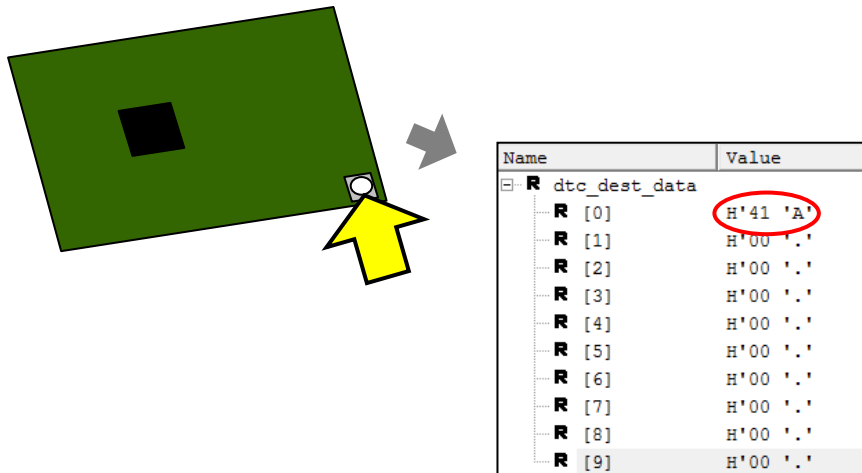 Name Value
R dtc_dest_data
R [0] H'41 'A'
R [1] H'00 '.'
R [2] H'00 '.'
R [3] H'00 '.'
R [4] H'00 '.'
R [5] H'00 '.'
R [6] H'00 '.'
R [7] H'00 '.'
R [8] H'00 '.'
R [9] H'00 '.'